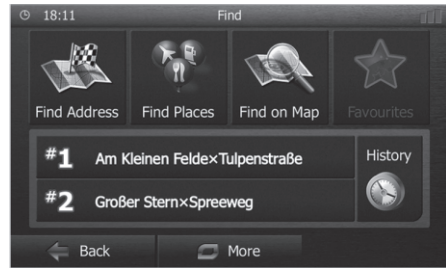 18:11 Find
Find Address Find Places Find on Map Favourites
#1 Am Kleinen Felde×Tulpenstraße History
#2 Großer Stern×Spreeweg
Back More